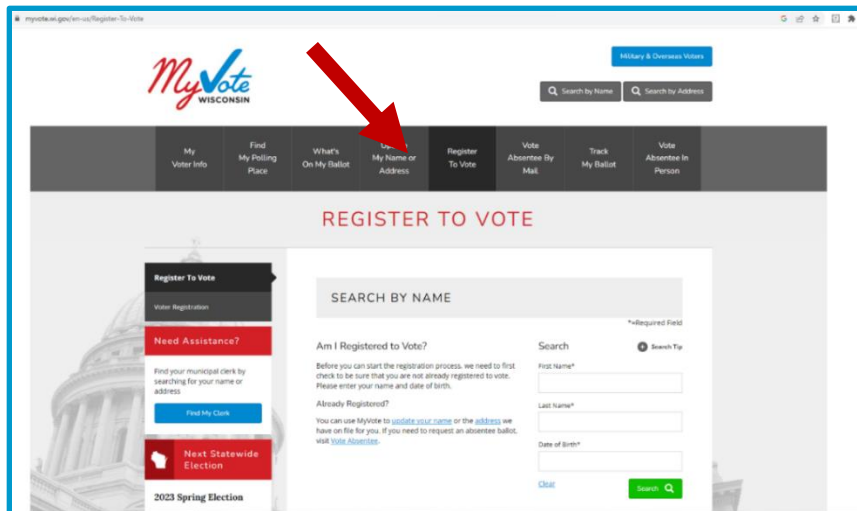 myvote.wi.gov/en-us/Register-To-Vote
MyVote
WISCONSIN
Military & Overseas Voters
Search by Name
Search by Address
My
Voter Info
Find
My Polling
Place
What's
On My Ballot
My Name or
Address
Register
To Vote
Vote
Absentee By
Mail
Track
My Ballot
Vote
Absentee In
Person
REGISTER TO VOTE
Register To Vote
Voter Registration
Need Assistance?
Find your municipal clerk by
searching for your name or
address
Find My Clerk
Next Statewide
Election
2023 Spring Election
SEARCH BY NAME
*=Required Field
Am I Registered to Vote?
Before you can start the registration process, we need to first
check to be sure that you are not already registered to vote.
Please enter your name and date of birth.
Already Registered?
You can use MyVote to update your name or the address we
have on file for you. If you need to request an absentee ballot,
visit Vote Absentee.
Search
Search Tip
First Name*
Last Name*
Date of Birth*
Clear
Search